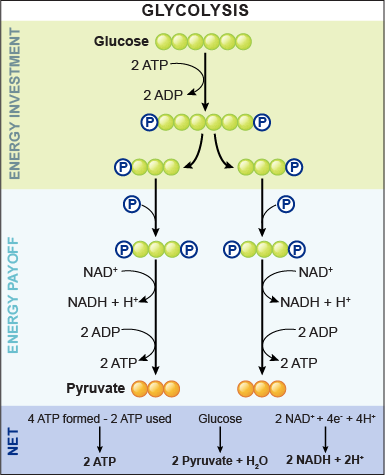 GLYCOLYSIS
ENERGY INVESTMENT
Glucose
2 ATP
2 ADP
P P
P P
ENERGY PAYOFF
P P
P P P P
NAD⁺ NAD⁺
NADH + H⁺ NADH + H⁺
2 ADP 2 ADP
2 ATP 2 ATP
Pyruvate
NET
4 ATP formed - 2 ATP used Glucose 2 NAD⁺ + 4e⁻ + 4H⁺
2 ATP 2 Pyruvate + H₂O 2 NADH + 2H⁺